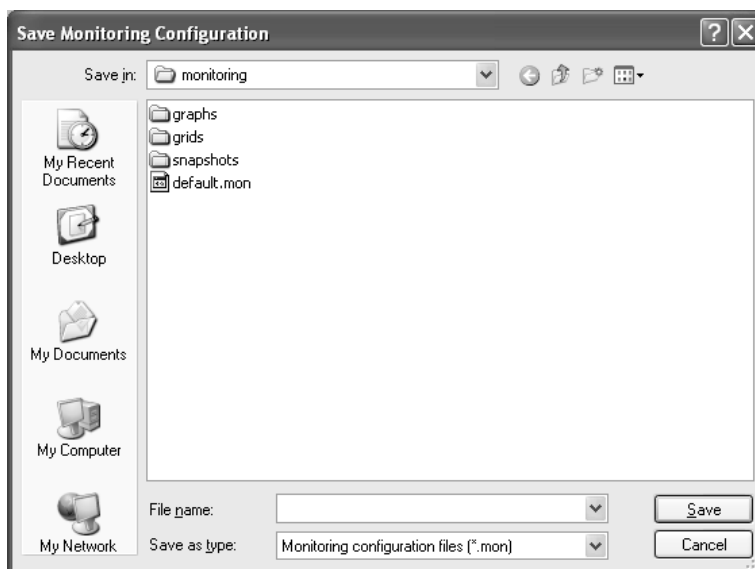 Save Monitoring Configuration
Save in:
monitoring
My Recent
Documents
Desktop
My Documents
My Computer
My Network
graphs
grids
snapshots
default.mon
File name:
Save
Save as type:
Monitoring configuration files (*.mon)
Cancel